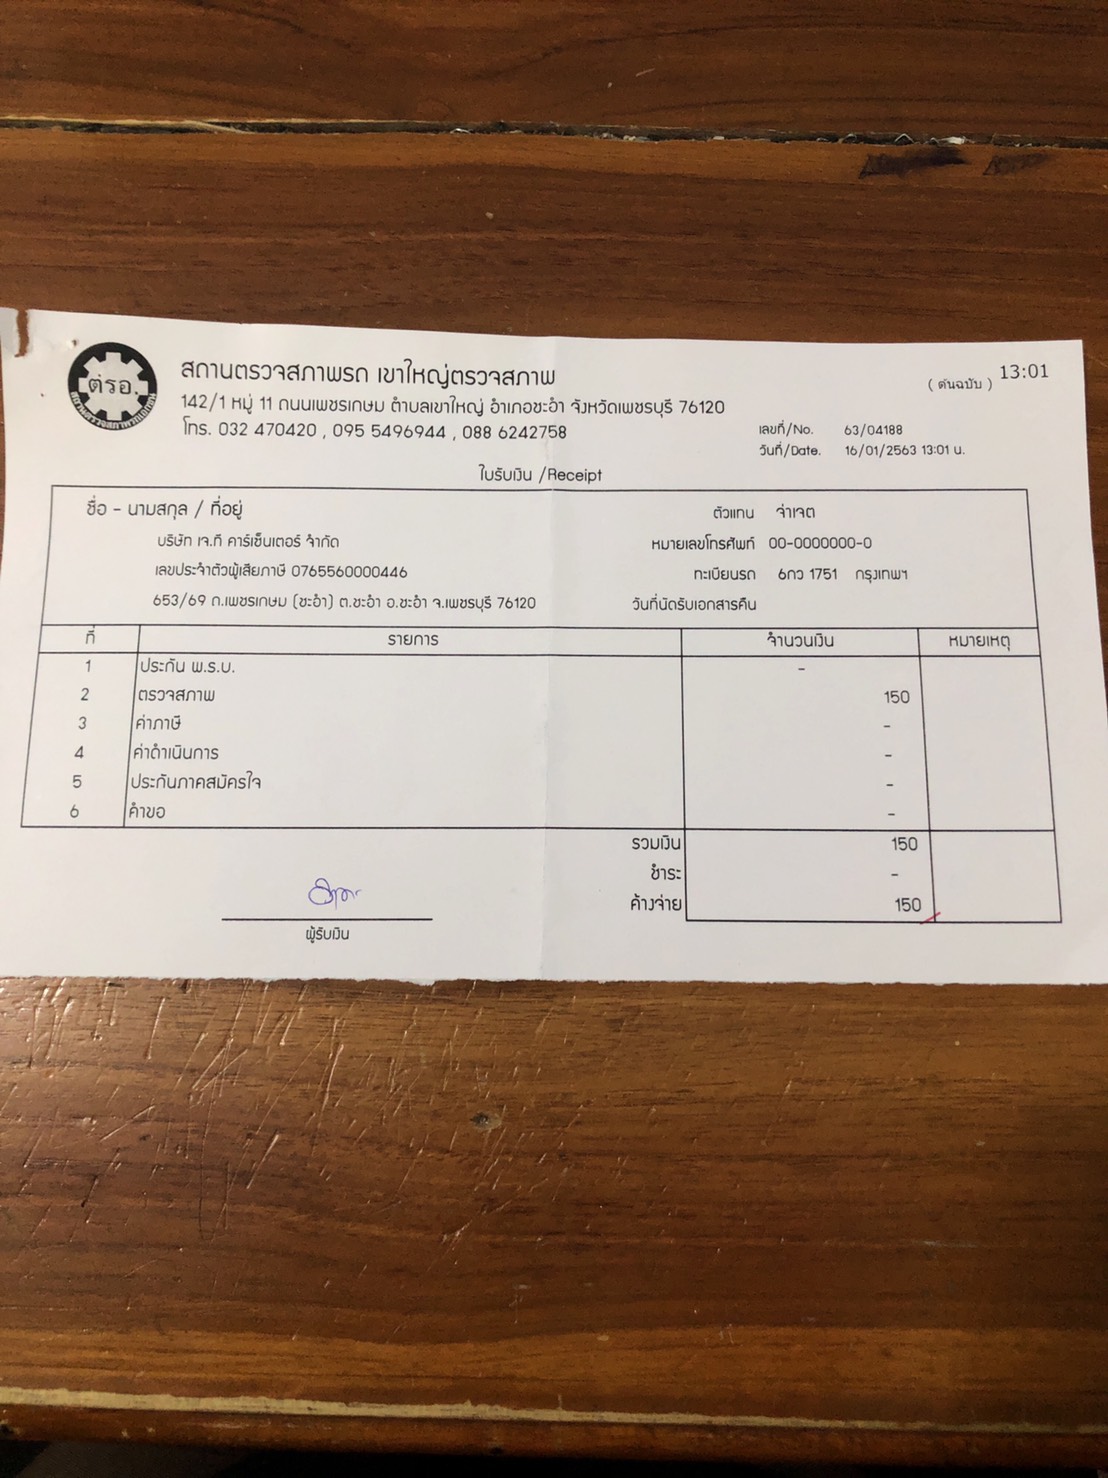 ตรอ.
สถานตรวจสภาพรถ เขาใหญ่ตรวจสภาพ
( ต้นฉบับ ) 13:01
142/1 หมู่ 11 ถนนเพชรเกษม ตำบลเขาใหญ่ อำเภอชะอำ จังหวัดเพชรบุรี 76120
โทร. 032 470420 , 095 5496944 , 088 6242758
เลขที่/No. 63/04188
วันที่/Date. 16/01/2563 13:01 น.
ใบรับเงิน /Receipt
ชื่อ - นามสกุล / ที่อยู่
ตัวแทน จ่าเจต
บริษัท เจ.ที คาร์เซ็นเตอร์ จำกัด
หมายเลขโทรศัพท์ 00-0000000-0
เลขประจำตัวผู้เสียภาษี 0765560000446
ทะเบียนรถ 6กว 1751 กรุงเทพฯ
653/69 ถ.เพชรเกษม (ชะอำ) ต.ชะอำ อ.ชะอำ จ.เพชรบุรี 76120
วันที่นัดรับเอกสารคืน
ที่ รายการ จำนวนเงิน หมายเหตุ
1 ประกัน พ.ร.บ. -
2 ตรวจสภาพ 150
3 ค่าภาษี -
4 ค่าดำเนินการ -
5 ประกันภาคสมัครใจ -
6 คำขอ -
รวมเงิน 150
ชำระ -
ค้างจ่าย 150
ผู้รับเงิน